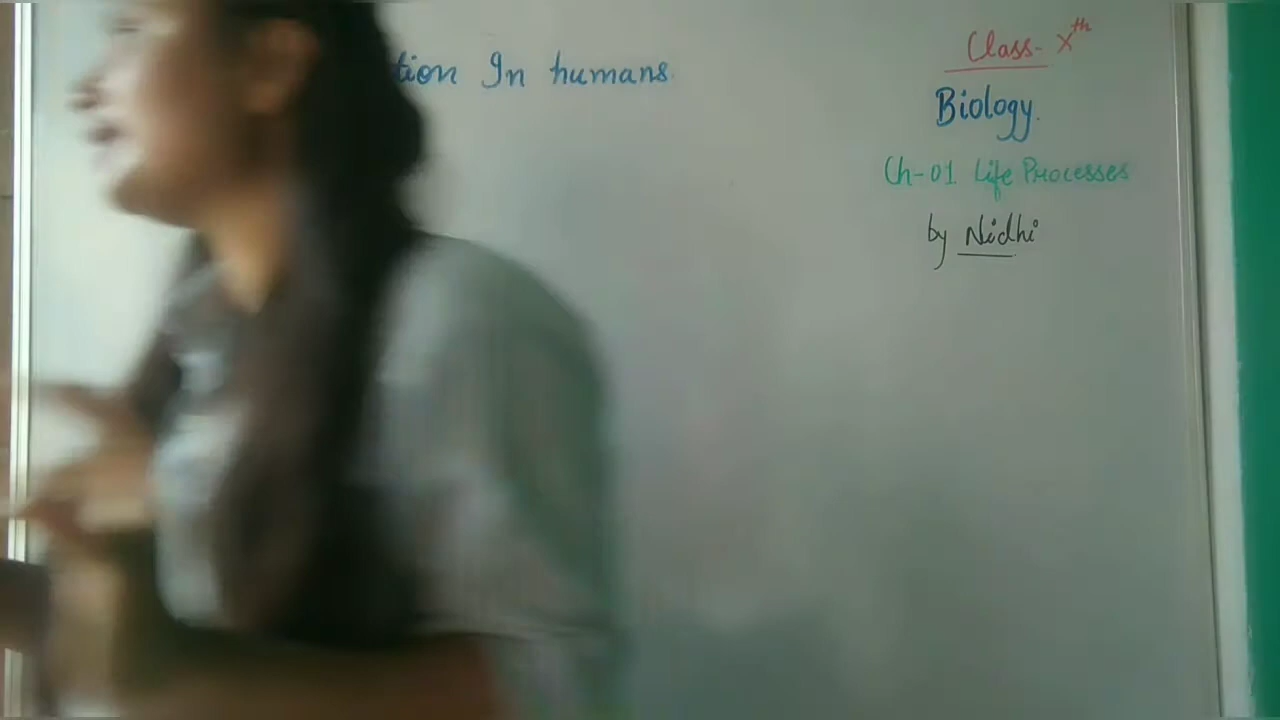 tion In humans.
Class- Xth
Biology.
Ch-01 Life Processes
by Nidhi